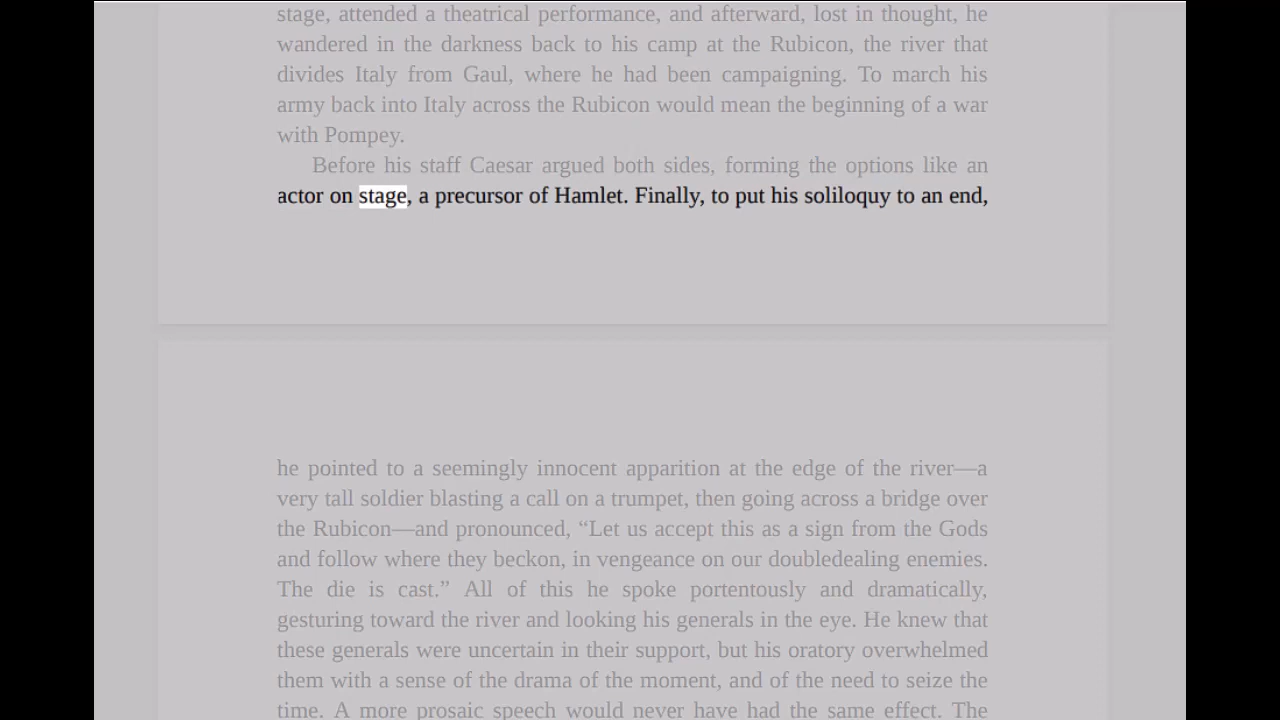 stage, attended a theatrical performance, and afterward, lost in thought, he
wandered in the darkness back to his camp at the Rubicon, the river that
divides Italy from Gaul, where he had been campaigning. To march his
army back into Italy across the Rubicon would mean the beginning of a war
with Pompey.
Before his staff Caesar argued both sides, forming the options like an
actor on stage, a precursor of Hamlet. Finally, to put his soliloquy to an end,
he pointed to a seemingly innocent apparition at the edge of the river—a
very tall soldier blasting a call on a trumpet, then going across a bridge over
the Rubicon—and pronounced, “Let us accept this as a sign from the Gods
and follow where they beckon, in vengeance on our doubledealing enemies.
The die is cast.” All of this he spoke portentously and dramatically,
gesturing toward the river and looking his generals in the eye. He knew that
these generals were uncertain in their support, but his oratory overwhelmed
them with a sense of the drama of the moment, and of the need to seize the
time. A more prosaic speech would never have had the same effect. The